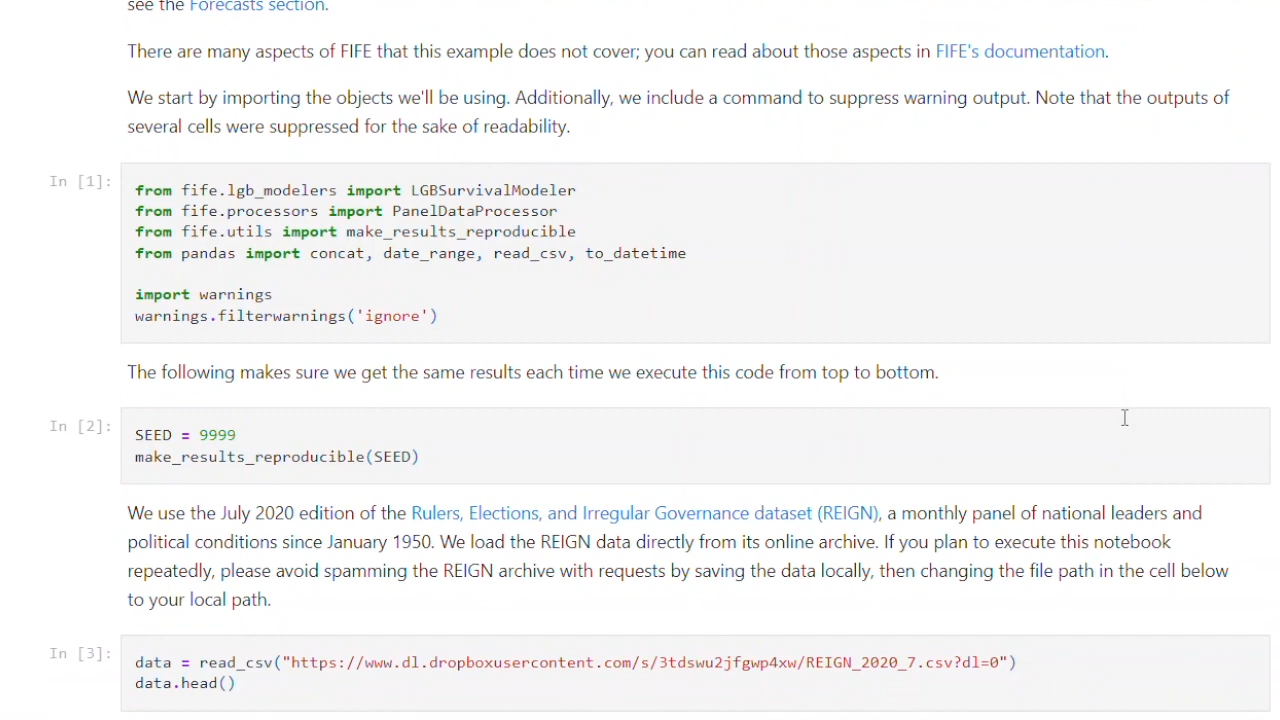 see the Forecasts section.
There are many aspects of FIFE that this example does not cover; you can read about those aspects in FIFE's documentation.
We start by importing the objects we'll be using. Additionally, we include a command to suppress warning output. Note that the outputs of
several cells were suppressed for the sake of readability.
In [1]:
from fife.lgb_modelers import LGBSurvivalModeler
from fife.processors import PanelDataProcessor
from fife.utils import make_results_reproducible
from pandas import concat, date_range, read_csv, to_datetime
import warnings
warnings.filterwarnings('ignore')
The following makes sure we get the same results each time we execute this code from top to bottom.
In [2]:
SEED = 9999
make_results_reproducible(SEED)
We use the July 2020 edition of the Rulers, Elections, and Irregular Governance dataset (REIGN), a monthly panel of national leaders and
political conditions since January 1950. We load the REIGN data directly from its online archive. If you plan to execute this notebook
repeatedly, please avoid spamming the REIGN archive with requests by saving the data locally, then changing the file path in the cell below
to your local path.
In [3]:
data = read_csv("https://www.dl.dropboxusercontent.com/s/3tdswu2jfgwp4xw/REIGN_2020_7.csv?dl=0")
data.head()